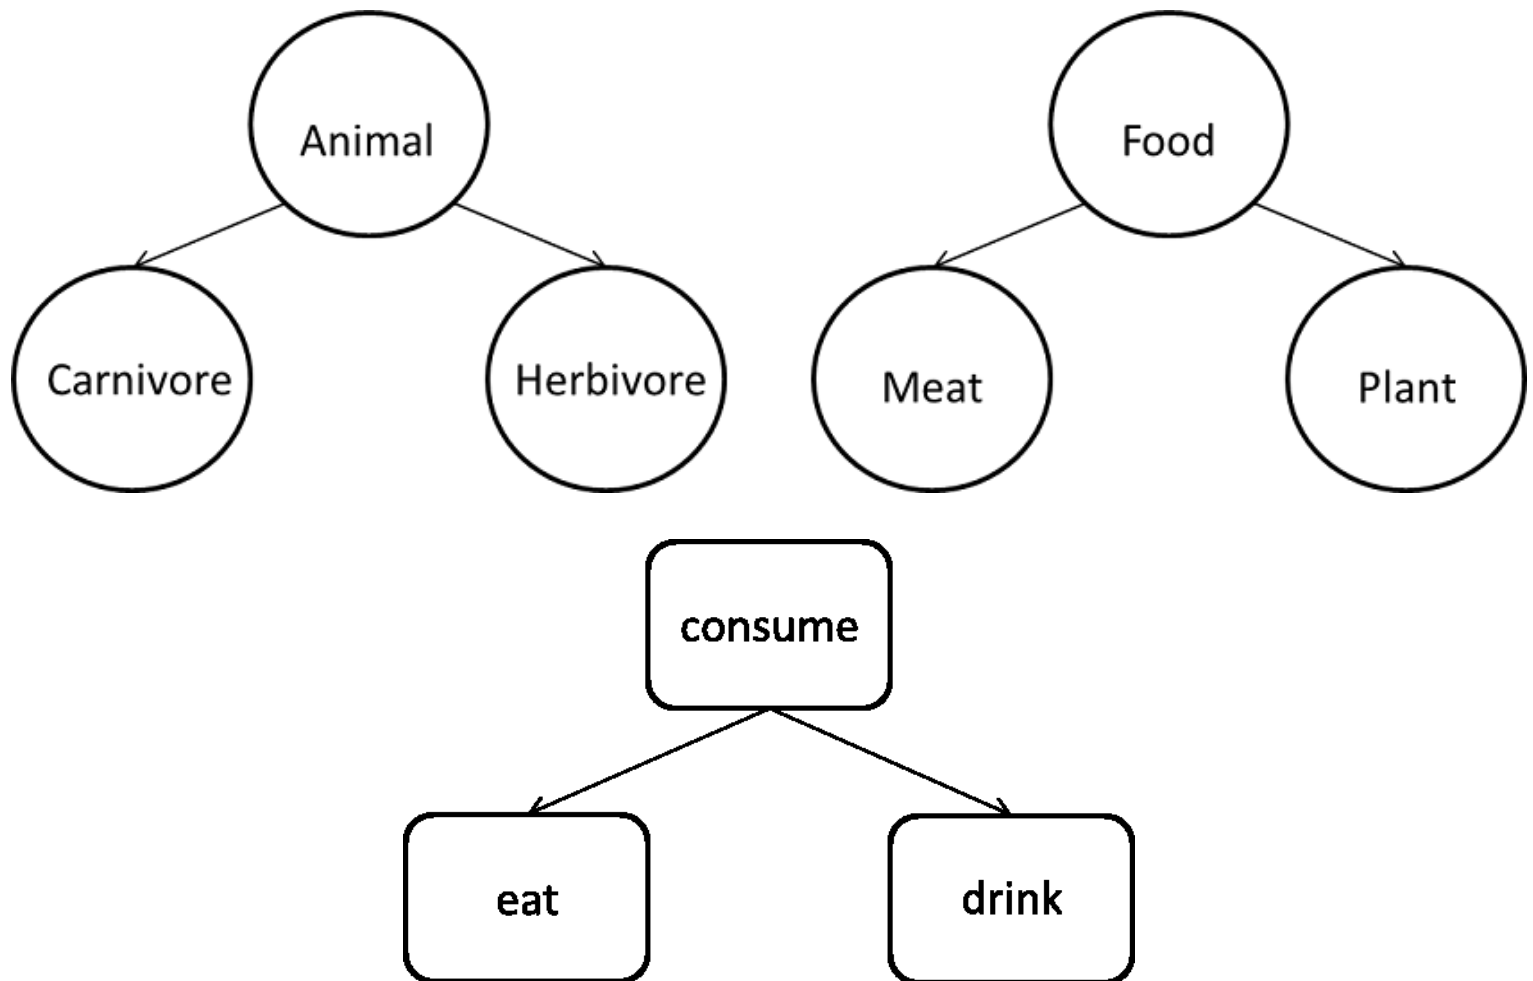 Animal
Food
Carnivore
Herbivore
Meat
Plant
consume
eat
drink